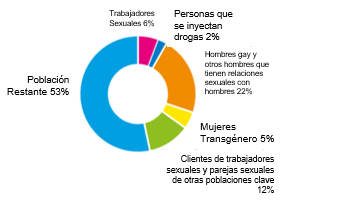 Trabajadores
Sexuales 6%
Personas que
se inyectan
drogas 2%
Hombres gay y
otros hombres que
tienen relaciones
sexuales con
hombres 22%
Población
Restante 53%
Mujeres
Transgénero 5%
Clientes de trabajadores
sexuales y parejas sexuales
de otras poblaciones clave
12%